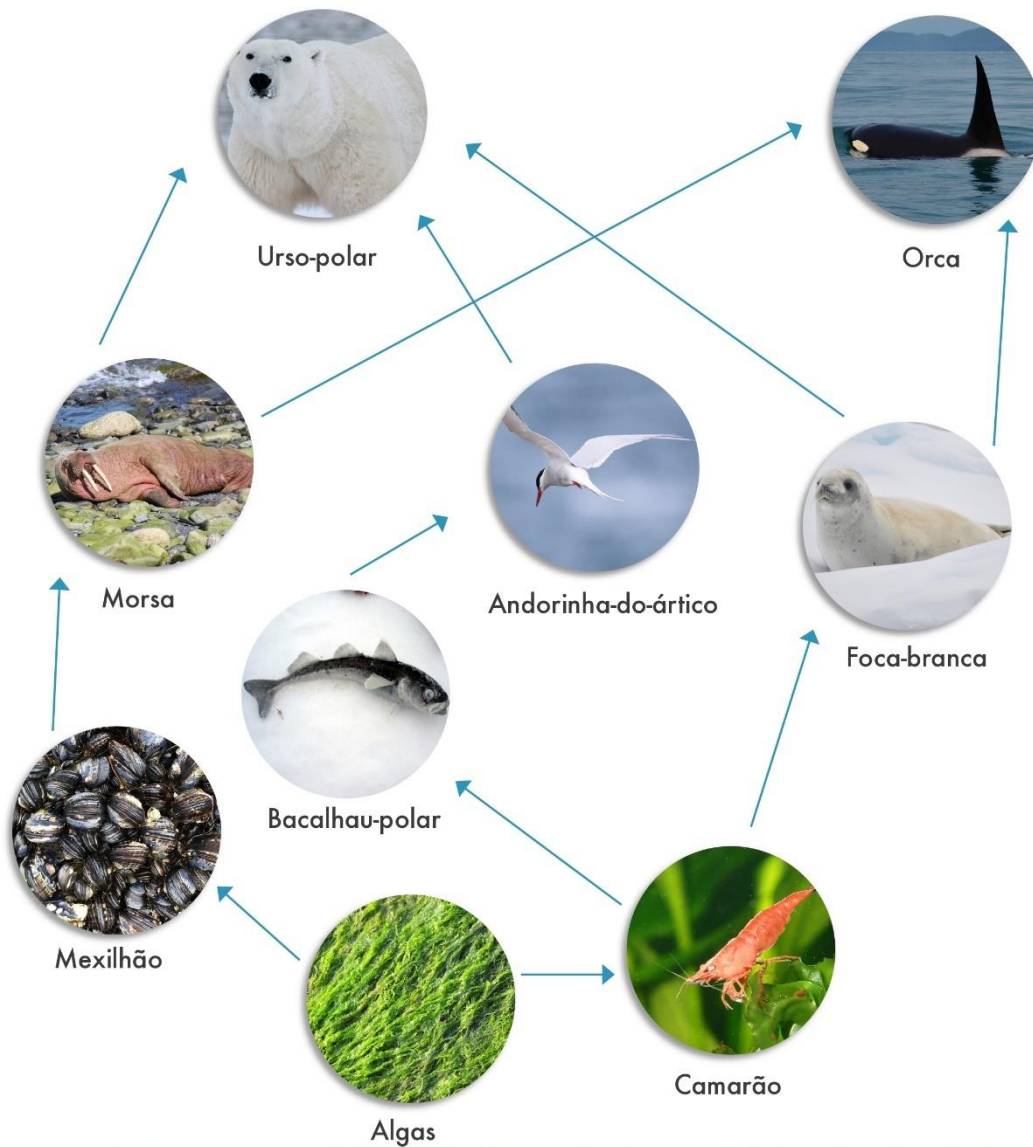 Urso-polar
Orca
Morsa
Andorinha-do-ártico
Foca-branca
Bacalhau-polar
Mexilhão
Camarão
Algas